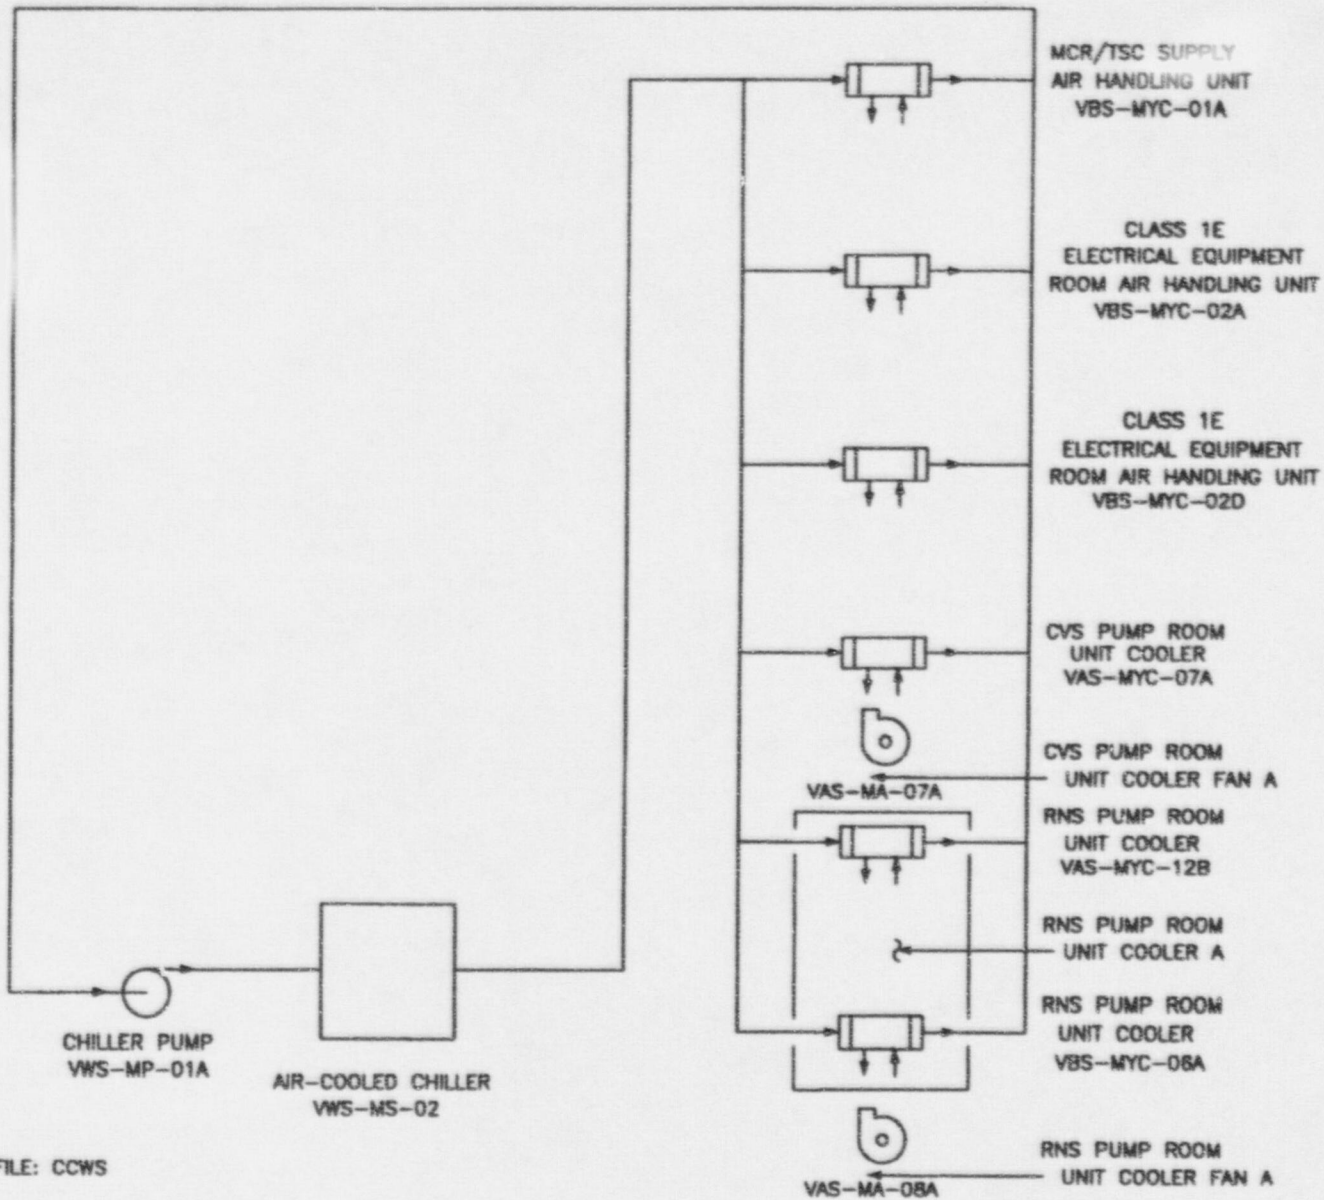 MCR/TSC SUPPLY
AIR HANDLING UNIT
VBS-MYC-01A
CLASS 1E
ELECTRICAL EQUIPMENT
ROOM AIR HANDLING UNIT
VBS-MYC-02A
CLASS 1E
ELECTRICAL EQUIPMENT
ROOM AIR HANDLING UNIT
VBS-MYC-02D
CVS PUMP ROOM
UNIT COOLER
VAS-MYC-07A
CVS PUMP ROOM
UNIT COOLER FAN A
VAS-MA-07A
RNS PUMP ROOM
UNIT COOLER
VAS-MYC-12B
RNS PUMP ROOM
UNIT COOLER A
RNS PUMP ROOM
UNIT COOLER
VBS-MYC-06A
CHILLER PUMP
VWS-MP-01A
AIR-COOLED CHILLER
VWS-MS-02
RNS PUMP ROOM
UNIT COOLER FAN A
VAS-MA-08A
FILE: CCWS